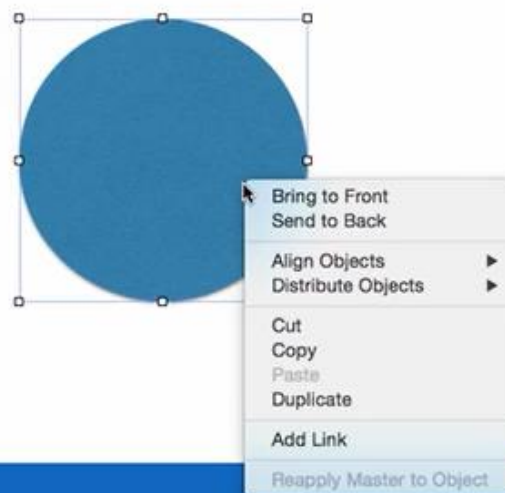 Bring to Front
Send to Back
Align Objects
Distribute Objects
Cut
Copy
Paste
Duplicate
Add Link
Reapply Master to Object